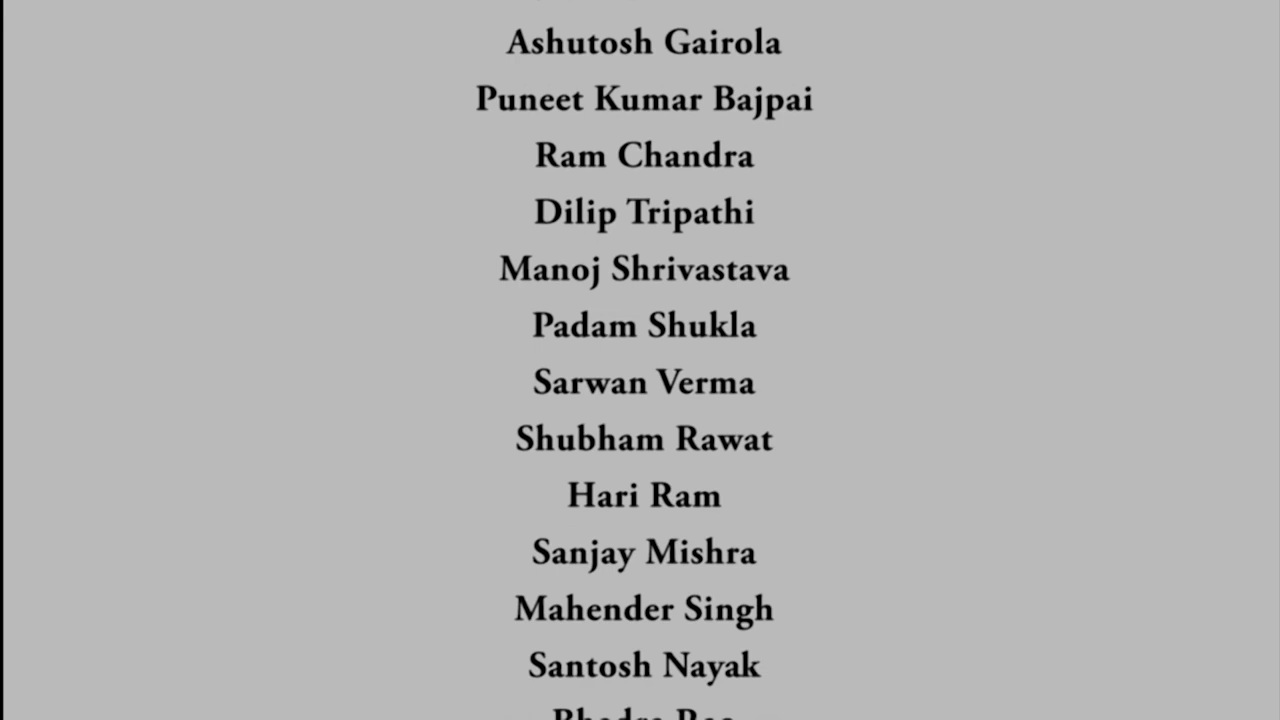 Ashutosh Gairola
Puneet Kumar Bajpai
Ram Chandra
Dilip Tripathi
Manoj Shrivastava
Padam Shukla
Sarwan Verma
Shubham Rawat
Hari Ram
Sanjay Mishra
Mahender Singh
Santosh Nayak